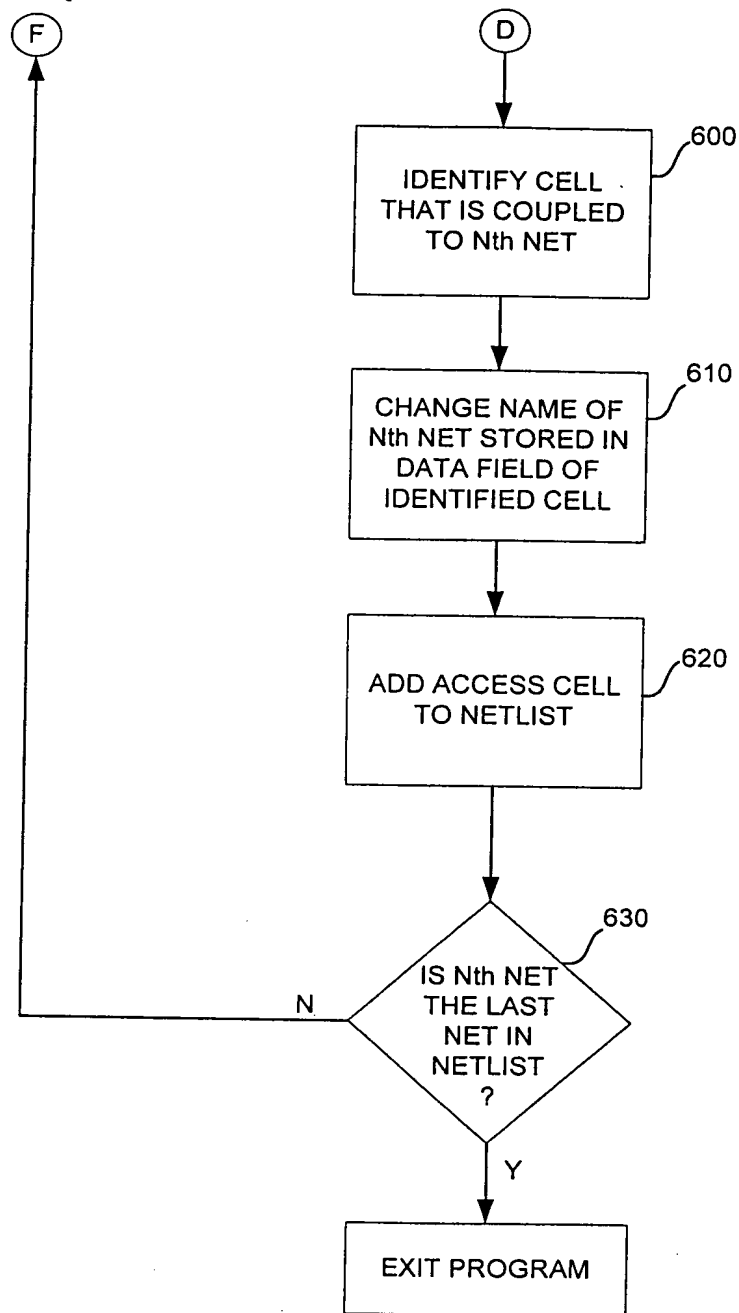 F
D
600
IDENTIFY CELL
THAT IS COUPLED
TO Nth NET
610
CHANGE NAME OF
Nth NET STORED IN
DATA FIELD OF
IDENTIFIED CELL
620
ADD ACCESS CELL
TO NETLIST
630
IS Nth NET
THE LAST
NET IN
NETLIST
?
N
Y
EXIT PROGRAM